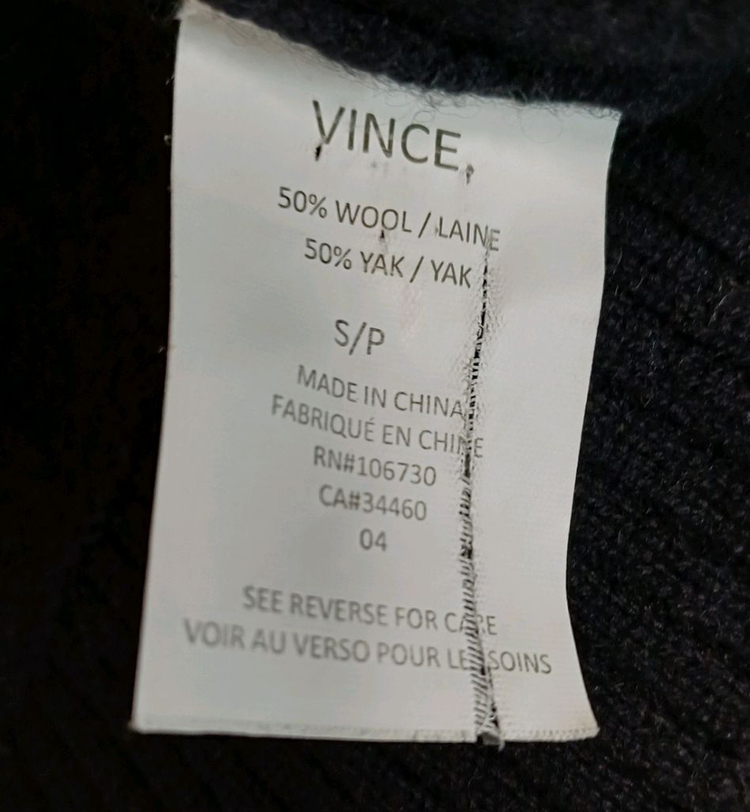 VINCE.
50% WOOL / LAINE
50% YAK / YAK
S/P
MADE IN CHINA
FABRIQUÉ EN CHINE
RN#106730
CA#34460
04
SEE REVERSE FOR CARE
VOIR AU VERSO POUR LES SOINS